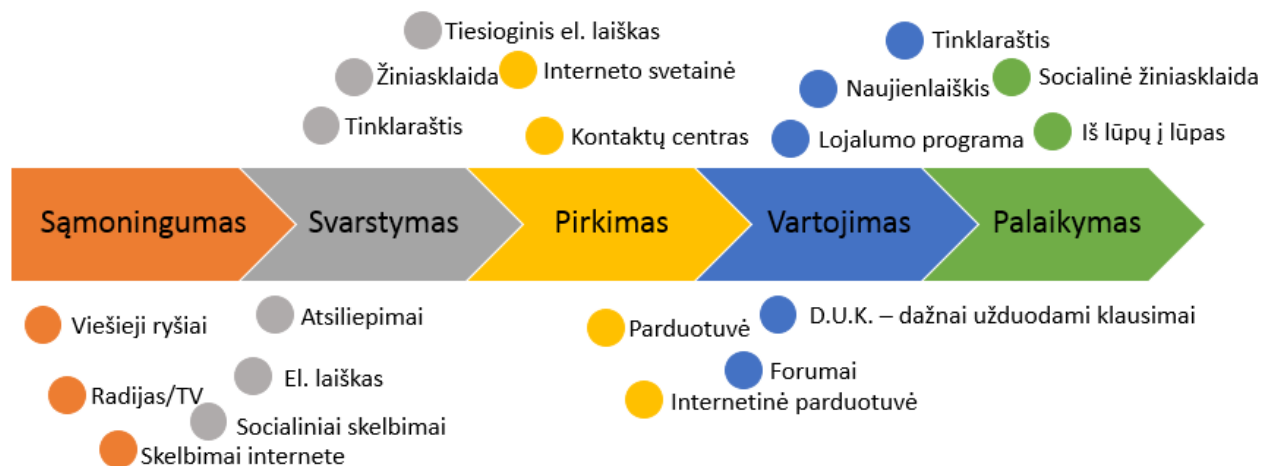 Tiesioginis el. laiškas
Tinklaraštis
Žiniasklaida
Interneto svetainė
Naujienlaiškis
Socialinė žiniasklaida
Tinklaraštis
Kontaktų centras
Lojalumo programa
Iš lūpų į lūpas
Sąmoningumas
Svarstymas
Pirkimas
Vartojimas
Palaikymas
Viešieji ryšiai
Atsiliepimai
Parduotuvė
D.U.K. – dažnai užduodami klausimai
El. laiškas
Forumai
Radijas/TV
Internetinė parduotuvė
Socialiniai skelbimai
Skelbimai internete